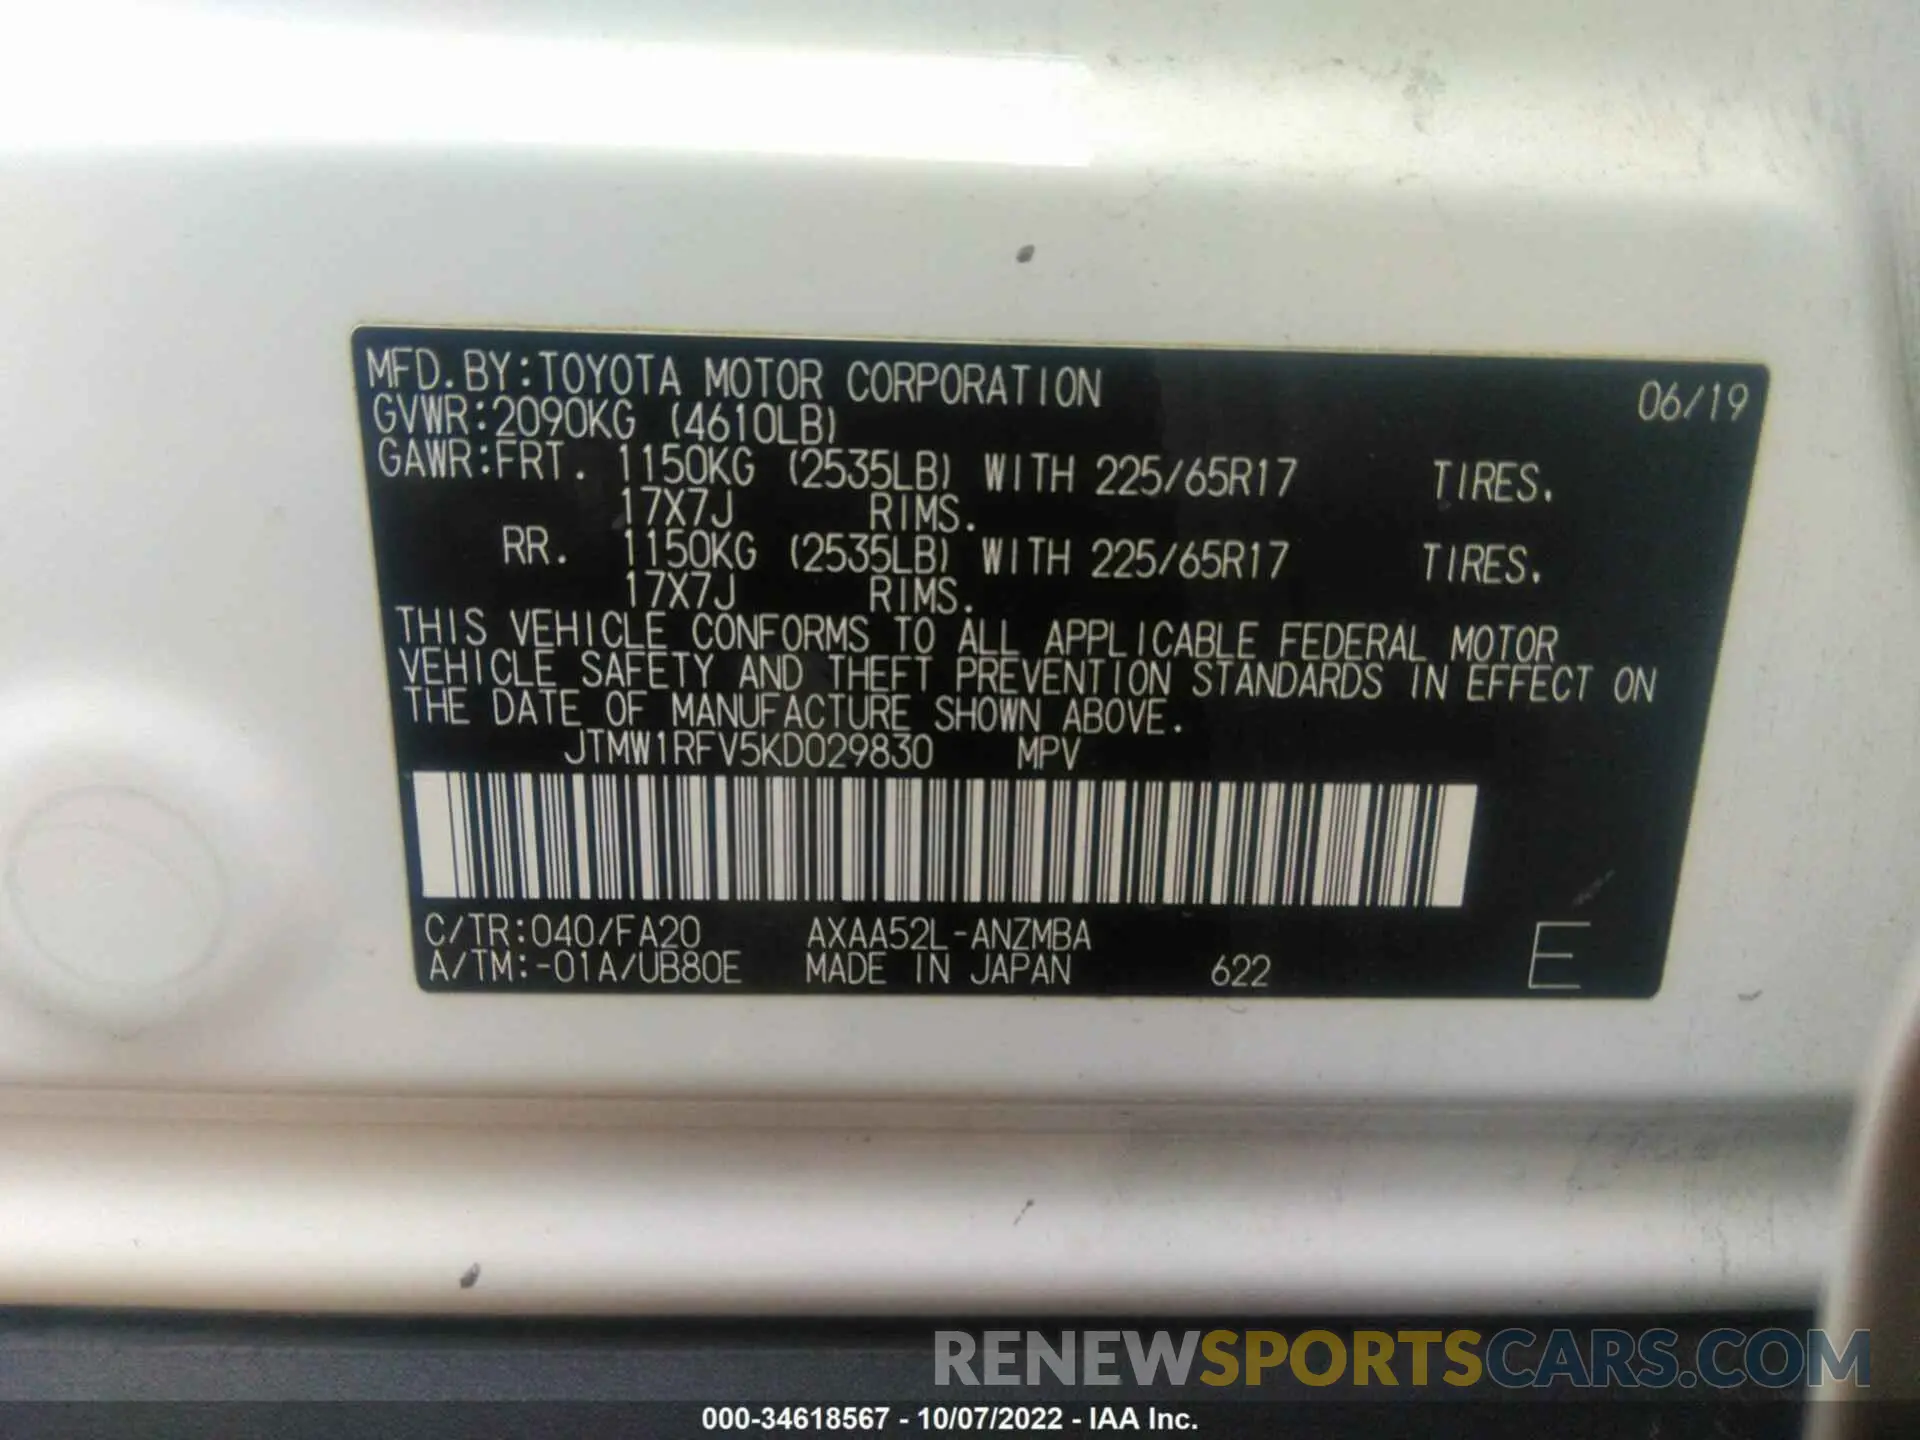 MFD.BY:TOYOTA MOTOR CORPORATION 06/19
GVWR:2090KG (4610LB)
GAWR:FRT. 1150KG (2535LB) WITH 225/65R17 TIRES.
17X7J RIMS.
RR. 1150KG (2535LB) WITH 225/65R17 TIRES.
17X7J RIMS.
THIS VEHICLE CONFORMS TO ALL APPLICABLE FEDERAL MOTOR
VEHICLE SAFETY AND THEFT PREVENTION STANDARDS IN EFFECT ON
THE DATE OF MANUFACTURE SHOWN ABOVE.
JTMW1RFV5KD029830 MPV
C/TR:040/FA20 AXAA52L-ANZMBA
A/TM:-01A/UB80E MADE IN JAPAN 622 E
RENEWSPORTSCARS.COM
000-34618567 - 10/07/2022 - IAA Inc.